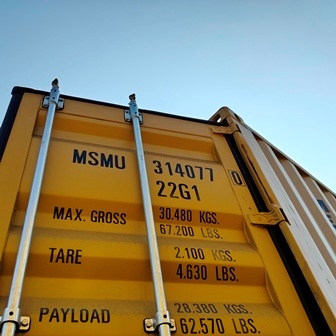 MSMU 314077 0
22G1
MAX. GROSS 30.480 KGS.
67.200 LBS.
TARE 2.100 KGS.
4.630 LBS.
PAYLOAD 28.380 KGS.
62.570 LBS.